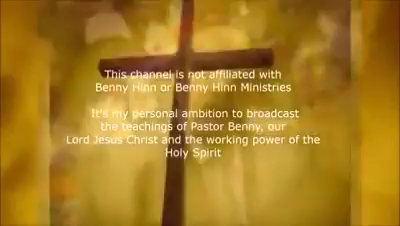 This channel is not affiliated with
Benny Hinn or Benny Hinn Ministries
It's my personal ambition to broadcast
the teachings of Pastor Benny, our
Lord Jesus Christ and the working power of the
Holy Spirit